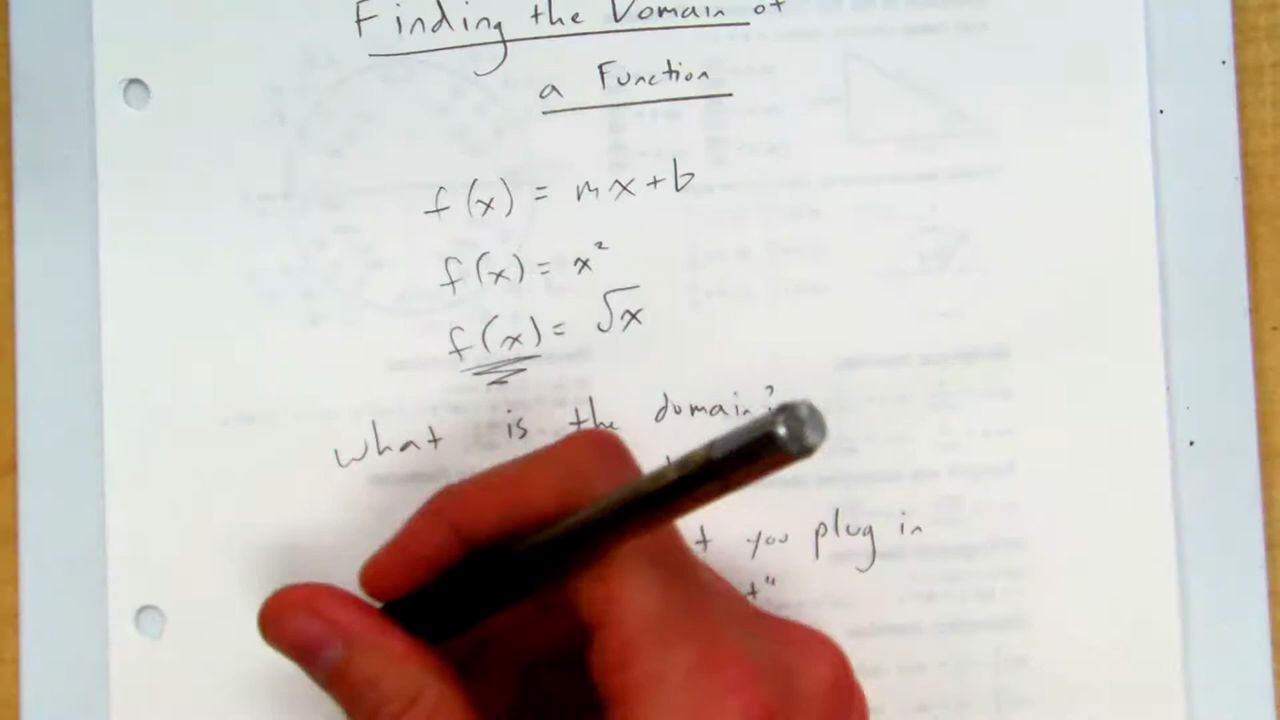 Finding the Domain of
a Function
f(x) = mx+b
f(x) = x²
f(x) = √x
what is the domain?
you plug in